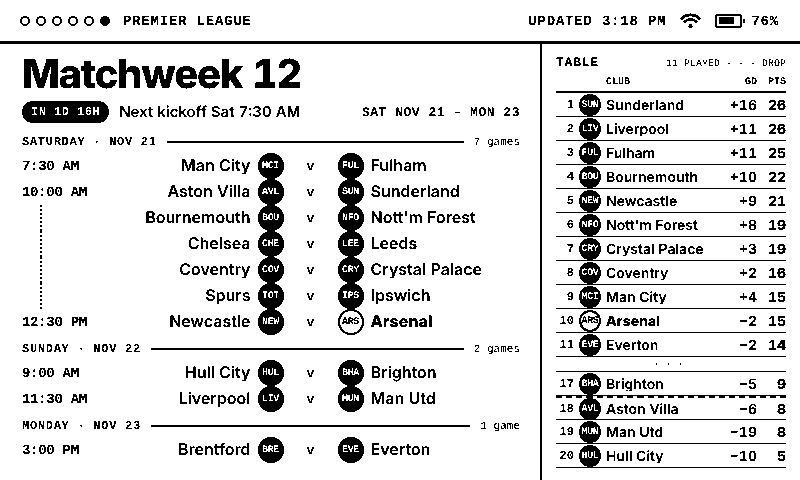 PREMIER LEAGUE
UPDATED 3:18 PM 76%
Matchweek 12
IN 1D 16H Next kickoff Sat 7:30 AM SAT NOV 21 – MON 23
SATURDAY · NOV 21 7 games
7:30 AM Man City MCI v FUL Fulham
10:00 AM Aston Villa AVL v SUN Sunderland
Bournemouth BOU v NFO Nott'm Forest
Chelsea CHE v LEE Leeds
Coventry COV v CRY Crystal Palace
Spurs TOT v IPS Ipswich
12:30 PM Newcastle NEW v ARS Arsenal
SUNDAY · NOV 22 2 games
9:00 AM Hull City HUL v BHA Brighton
11:30 AM Liverpool LIV v MUN Man Utd
MONDAY · NOV 23 1 game
3:00 PM Brentford BRE v EVE Everton
TABLE 11 PLAYED - - - DROP
CLUB GD PTS
1 SUN Sunderland +16 26
2 LIV Liverpool +11 26
3 FUL Fulham +11 25
4 BOU Bournemouth +10 22
5 NEW Newcastle +9 21
6 NFO Nott'm Forest +8 19
7 CRY Crystal Palace +3 19
8 COV Coventry +2 16
9 MCI Man City +4 15
10 ARS Arsenal −2 15
11 EVE Everton −2 14
· · ·
17 BHA Brighton −5 9
18 AVL Aston Villa −6 8
19 MUN Man Utd −19 8
20 HUL Hull City −10 5